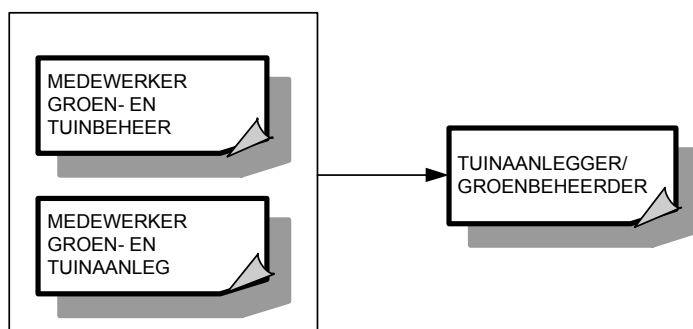 MEDEWERKER
GROEN- EN
TUINBEHEER
MEDEWERKER
GROEN- EN
TUINAANLEG
TUINAANLEGGER/
GROENBEHEERDER